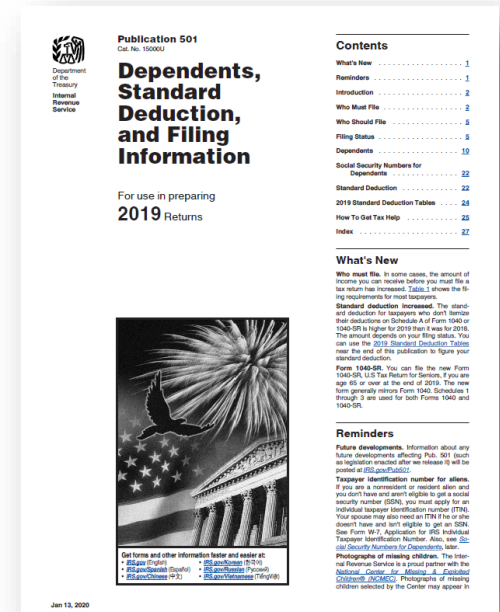 Department
of the
Treasury
Internal
Revenue
Service
Publication 501
Cat. No. 15000U
Dependents,
Standard
Deduction,
and Filing
Information
For use in preparing
2019 Returns
Get forms and other information faster and easier at:
• IRS.gov (English)
• IRS.gov/Spanish (Español)
• IRS.gov/Chinese (中文)
• IRS.gov/Korean (한국어)
• IRS.gov/Russian (Pусский)
• IRS.gov/Vietnamese (TiếngViệt)
Jan 13, 2020
Contents
What's New . . . . . . . . . . . . . . . . . . 1
Reminders . . . . . . . . . . . . . . . . . . 1
Introduction . . . . . . . . . . . . . . . . . 2
Who Must File . . . . . . . . . . . . . . . . 2
Who Should File . . . . . . . . . . . . . . . 5
Filing Status . . . . . . . . . . . . . . . . . 5
Dependents . . . . . . . . . . . . . . . . . 10
Social Security Numbers for
Dependents . . . . . . . . . . . . . . . 22
Standard Deduction . . . . . . . . . . . . 22
2019 Standard Deduction Tables . . . . 24
How To Get Tax Help . . . . . . . . . . . 25
Index . . . . . . . . . . . . . . . . . . . . 27
What's New
Who must file. In some cases, the amount of
income you can receive before you must file a
tax return has increased. Table 1 shows the fil-
ing requirements for most taxpayers.
Standard deduction increased. The stand-
ard deduction for taxpayers who don't itemize
their deductions on Schedule A of Form 1040 or
1040-SR is higher for 2019 than it was for 2018.
The amount depends on your filing status. You
can use the 2019 Standard Deduction Tables
near the end of this publication to figure your
standard deduction.
Form 1040-SR. You can file the new Form
1040-SR, U.S Tax Return for Seniors, if you are
age 65 or over at the end of 2019. The new
form generally mirrors Form 1040. Schedules 1
through 3 are used for both Forms 1040 and
1040-SR.
Reminders
Future developments. Information about any
future developments affecting Pub. 501 (such
as legislation enacted after we release it) will be
posted at IRS.gov/Pub501.
Taxpayer identification number for aliens.
If you are a nonresident or resident alien and
you don't have and aren't eligible to get a social
security number (SSN), you must apply for an
individual taxpayer identification number (ITIN).
Your spouse may also need an ITIN if he or she
doesn't have and isn't eligible to get an SSN.
See Form W-7, Application for IRS Individual
Taxpayer Identification Number. Also, see So-
cial Security Numbers for Dependents, later.
Photographs of missing children. The Inter-
nal Revenue Service is a proud partner with the
National Center for Missing & Exploited
Children® (NCMEC). Photographs of missing
children selected by the Center may appear in